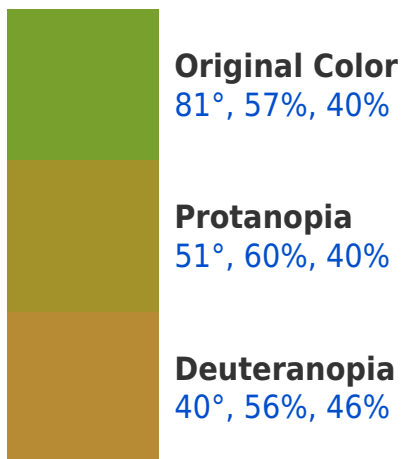 Original Color
81°, 57%, 40%
Protanopia
51°, 60%, 40%
Deuteranopia
40°, 56%, 46%